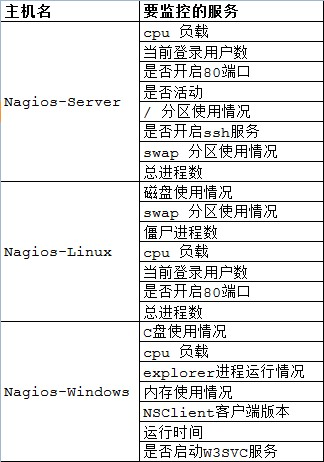 主机名 要监控的服务
Nagios-Server
cpu 负载
当前登录用户数
是否开启80端口
是否活动
/ 分区使用情况
是否开启ssh服务
swap 分区使用情况
总进程数
Nagios-Linux
磁盘使用情况
swap 分区使用情况
僵尸进程数
cpu 负载
当前登录用户数
是否开启80端口
总进程数
Nagios-Windows
C盘使用情况
cpu 负载
explorer进程运行情况
内存使用情况
NSClient客户端版本
运行时间
是否启动W3SVC服务